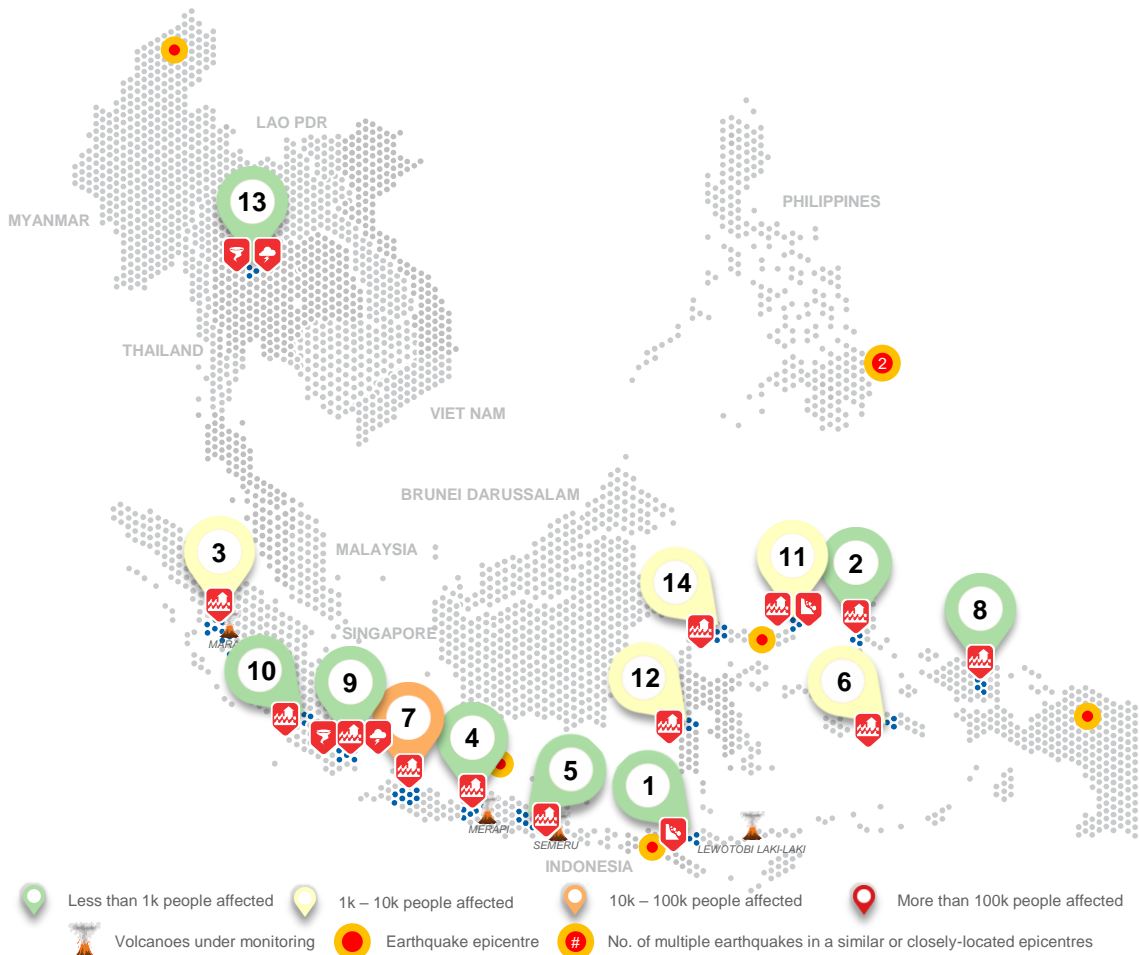 LAO PDR
13
MYANMAR
PHILIPPINES
THAILAND
2
VIET NAM
BRUNEI DARUSSALAM
3
MALAYSIA
11
2
14
8
SINGAPORE
10
9
12
6
7
4
5
1
MERAPI
SEMERU
LEWOTOBI LAKI-LAKI
INDONESIA
Less than 1k people affected
1k – 10k people affected
10k – 100k people affected
More than 100k people affected
Volcanoes under monitoring
Earthquake epicentre
#
No. of multiple earthquakes in a similar or closely-located epicentres